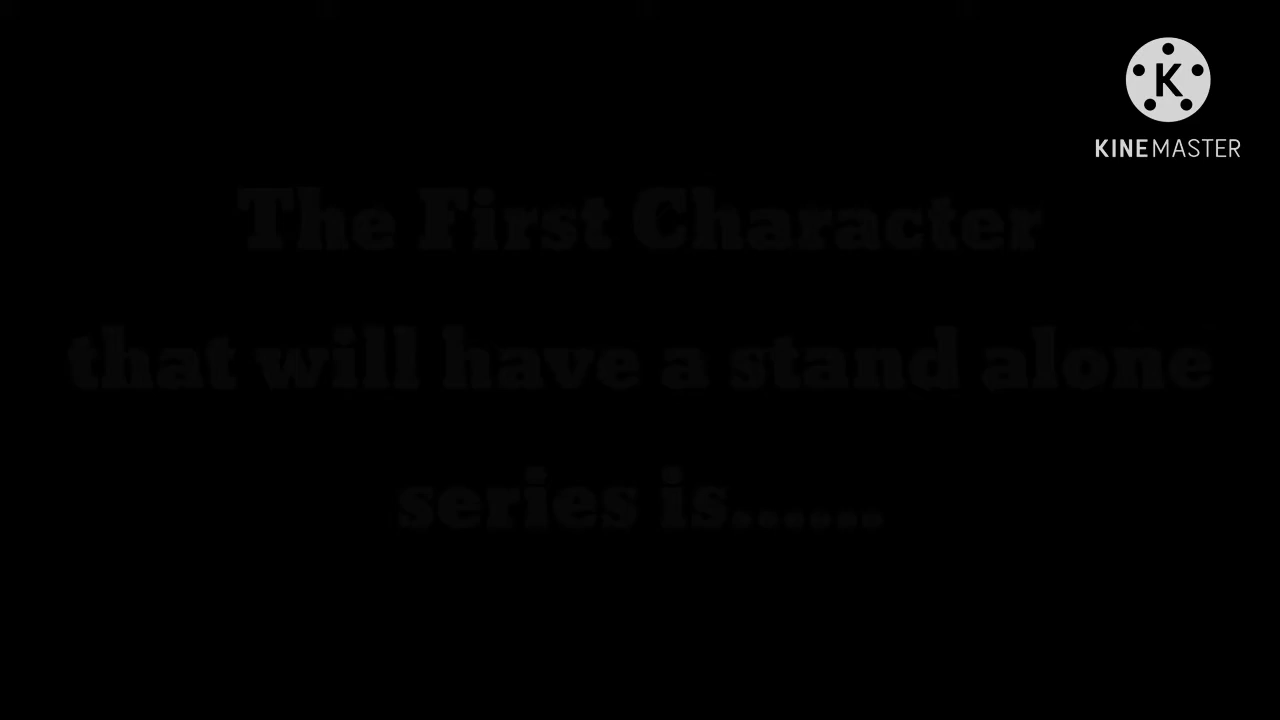 K
KINEMASTER
The First Character
that will have a stand alone
series is......